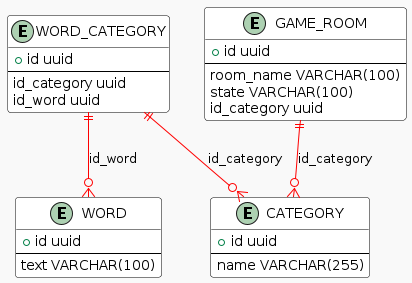 E WORD_CATEGORY
id uuid
id_category uuid
id_word uuid
E GAME_ROOM
id uuid
room_name VARCHAR(100)
state VARCHAR(100)
id_category uuid
id_word
id_category
id_category
E WORD
id uuid
text VARCHAR(100)
E CATEGORY
id uuid
name VARCHAR(255)